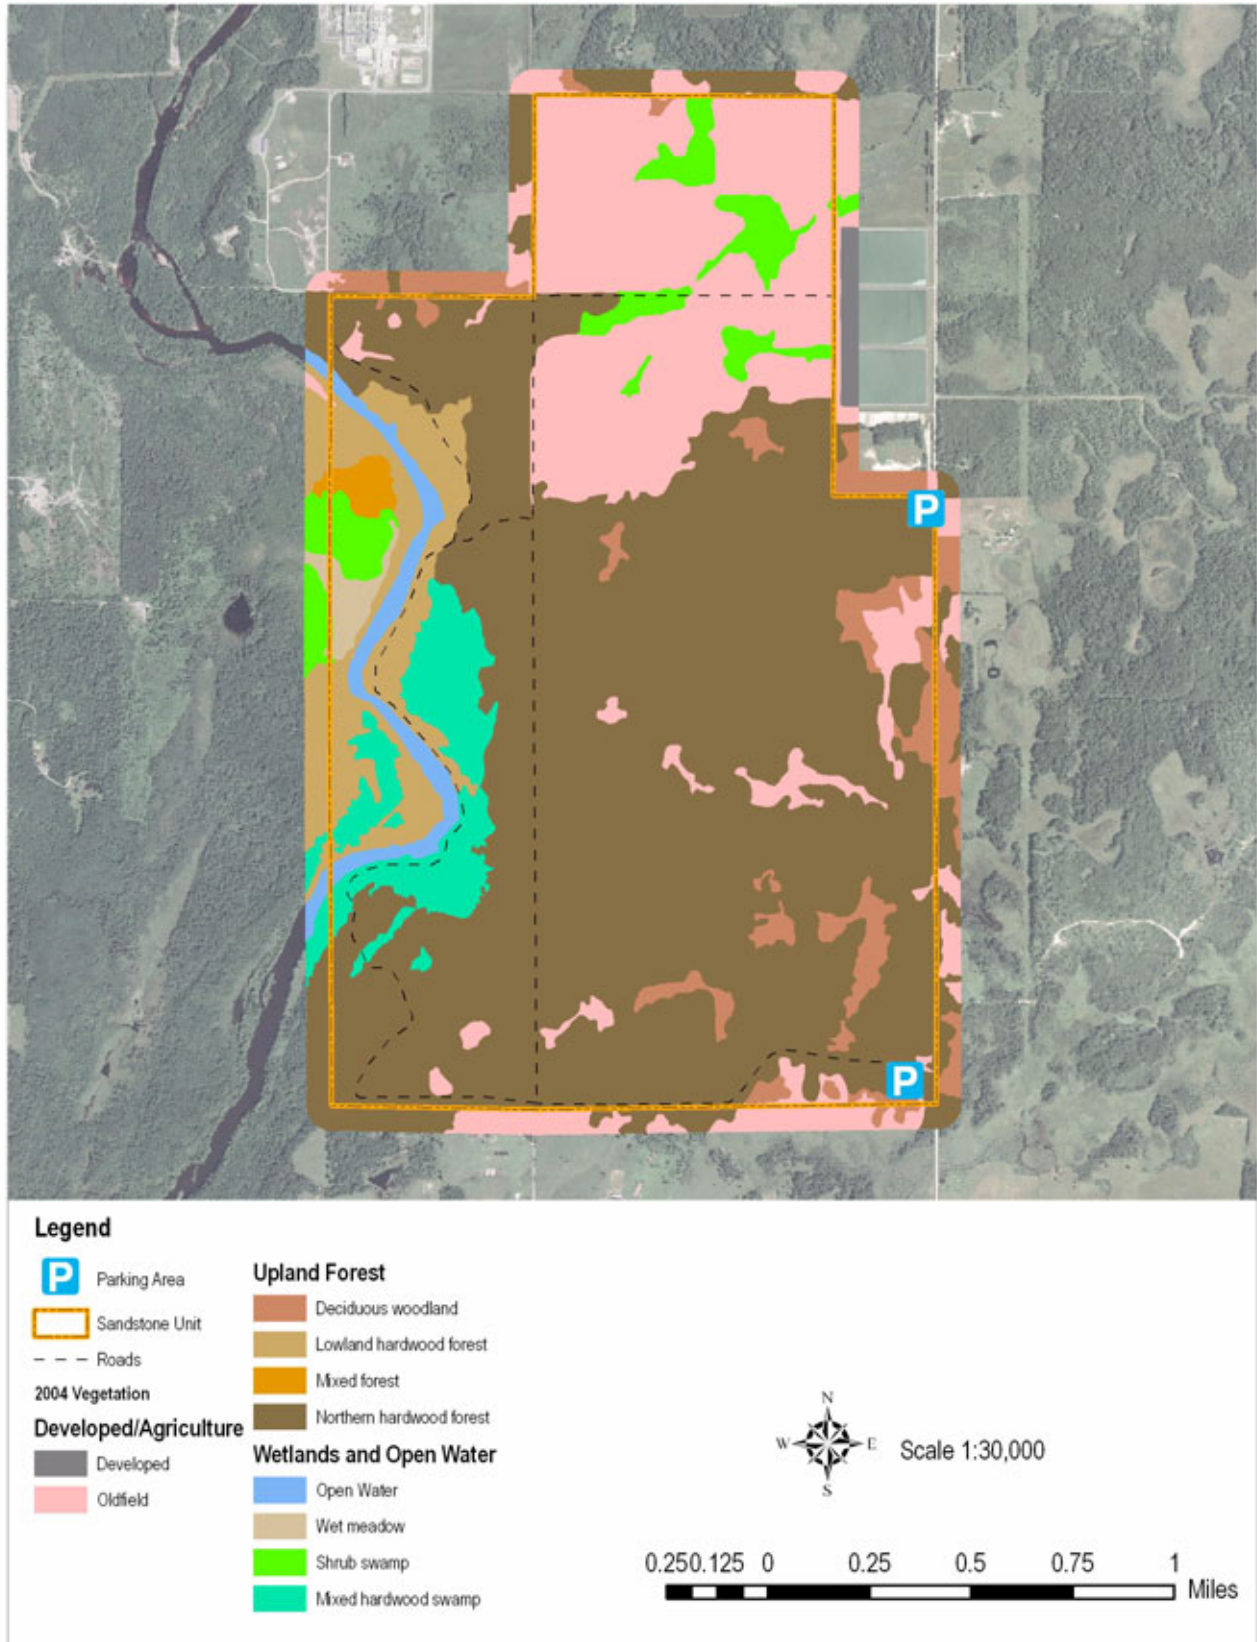 P
P
Legend
P Parking Area
Sandstone Unit
Roads
2004 Vegetation
Developed/Agriculture
Developed
Oldfield
Upland Forest
Deciduous woodland
Lowland hardwood forest
Mixed forest
Northern hardwood forest
Wetlands and Open Water
Open Water
Wet meadow
Shrub swamp
Mixed hardwood swamp
N
W E
S
Scale 1:30,000
0.250.125 0 0.25 0.5 0.75 1
Miles